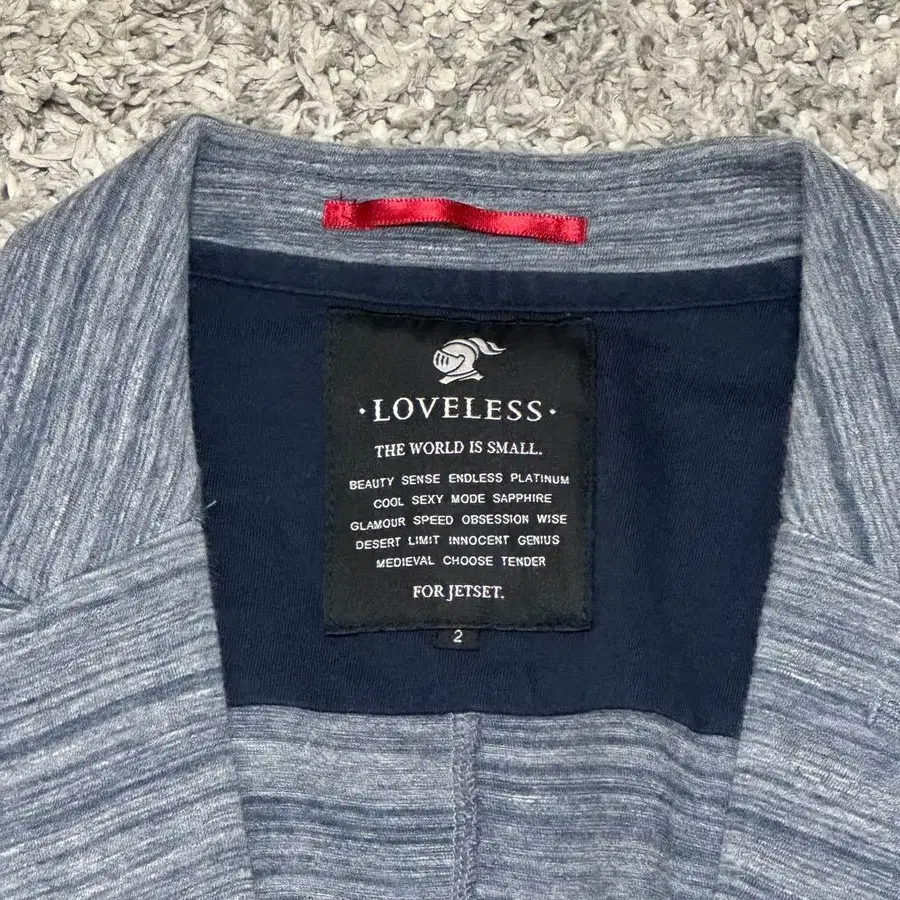 ·LOVELESS·
THE WORLD IS SMALL.
BEAUTY SENSE ENDLESS PLATINUM
COOL SEXY MODE SAPPHIRE
GLAMOUR SPEED OBSESSION WISE
DESERT LIMIT INNOCENT GENIUS
MEDIEVAL CHOOSE TENDER
FOR JETSET.
2